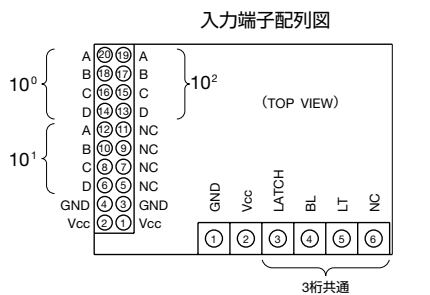 入力端子配列図
A 20 19 A
B 18 17 B
C 16 15 C
D 14 13 D
10⁰
10²
A 12 11 NC
B 10 9 NC
C 8 7 NC
D 6 5 NC
10¹
GND 4 3 GND
Vcc 2 1 Vcc
(TOP VIEW)
GND Vcc LATCH BL LT NC
1 2 3 4 5 6
3桁共通